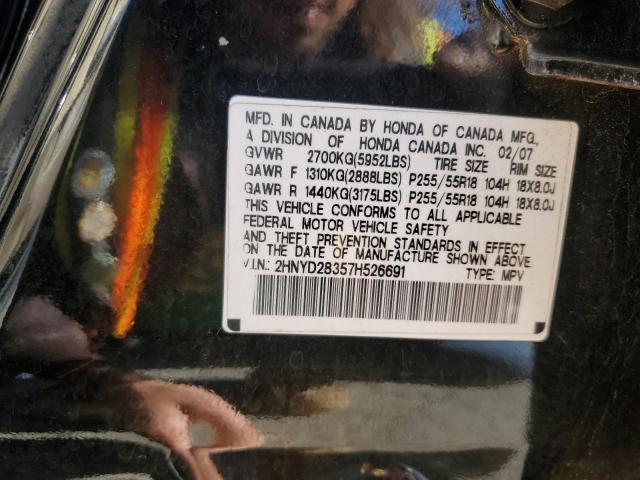 MFD. IN CANADA BY HONDA OF CANADA MFG.,
A DIVISION OF HONDA CANADA INC. 02/07
GVWR 2700KG(5952LBS) TIRE SIZE RIM SIZE
GAWR F 1310KG(2888LBS) P255/55R18 104H 18X8.0J
GAWR R 1440KG(3175LBS) P255/55R18 104H 18X8.0J
THIS VEHICLE CONFORMS TO ALL APPLICABLE
FEDERAL MOTOR VEHICLE SAFETY
AND THEFT PREVENTION STANDARDS IN EFFECT
ON THE DATE OF MANUFACTURE SHOWN ABOVE.
V.I.N.: 2HNYD28357H526691 TYPE: MPV